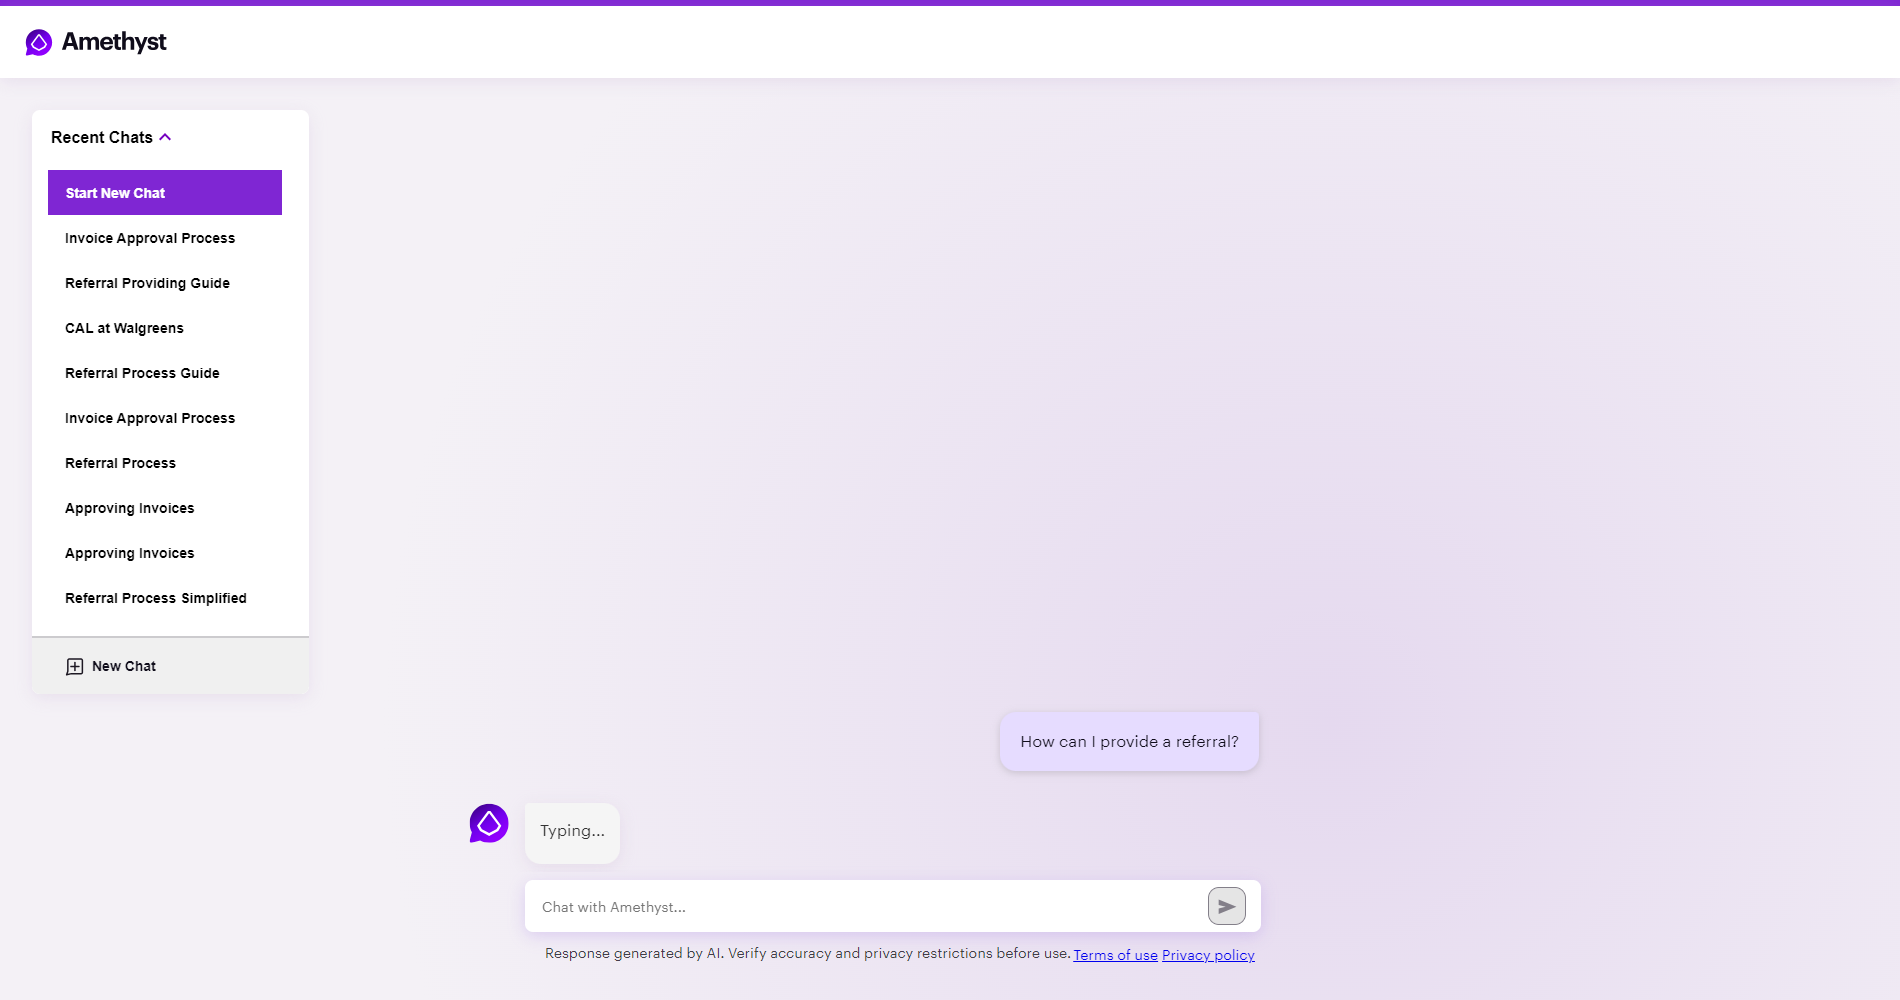 Amethyst
Recent Chats
Start New Chat
Invoice Approval Process
Referral Providing Guide
CAL at Walgreens
Referral Process Guide
Invoice Approval Process
Referral Process
Approving Invoices
Approving Invoices
Referral Process Simplified
New Chat
How can I provide a referral?
Typing...
Chat with Amethyst...
Response generated by AI. Verify accuracy and privacy restrictions before use. Terms of use Privacy policy